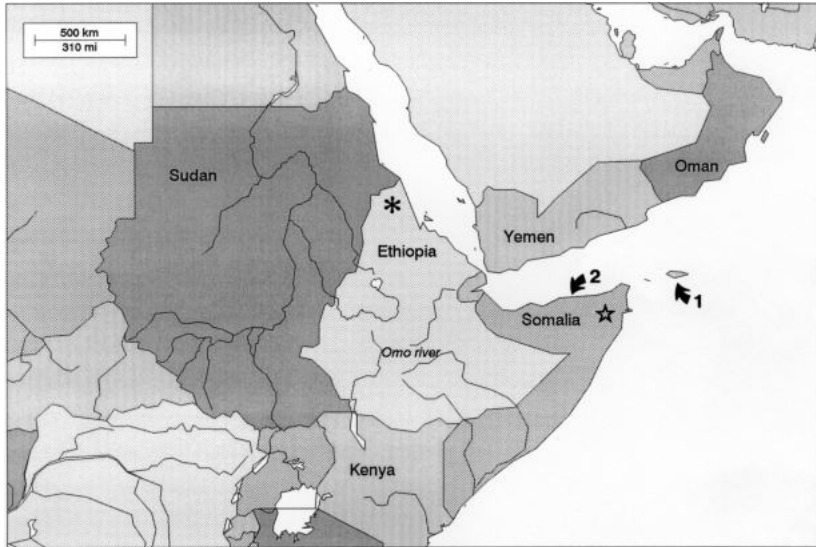 500 km
310 mi
Sudan
Oman
*
Yemen
Ethiopia
2
1
Somalia
Omo river
Kenya